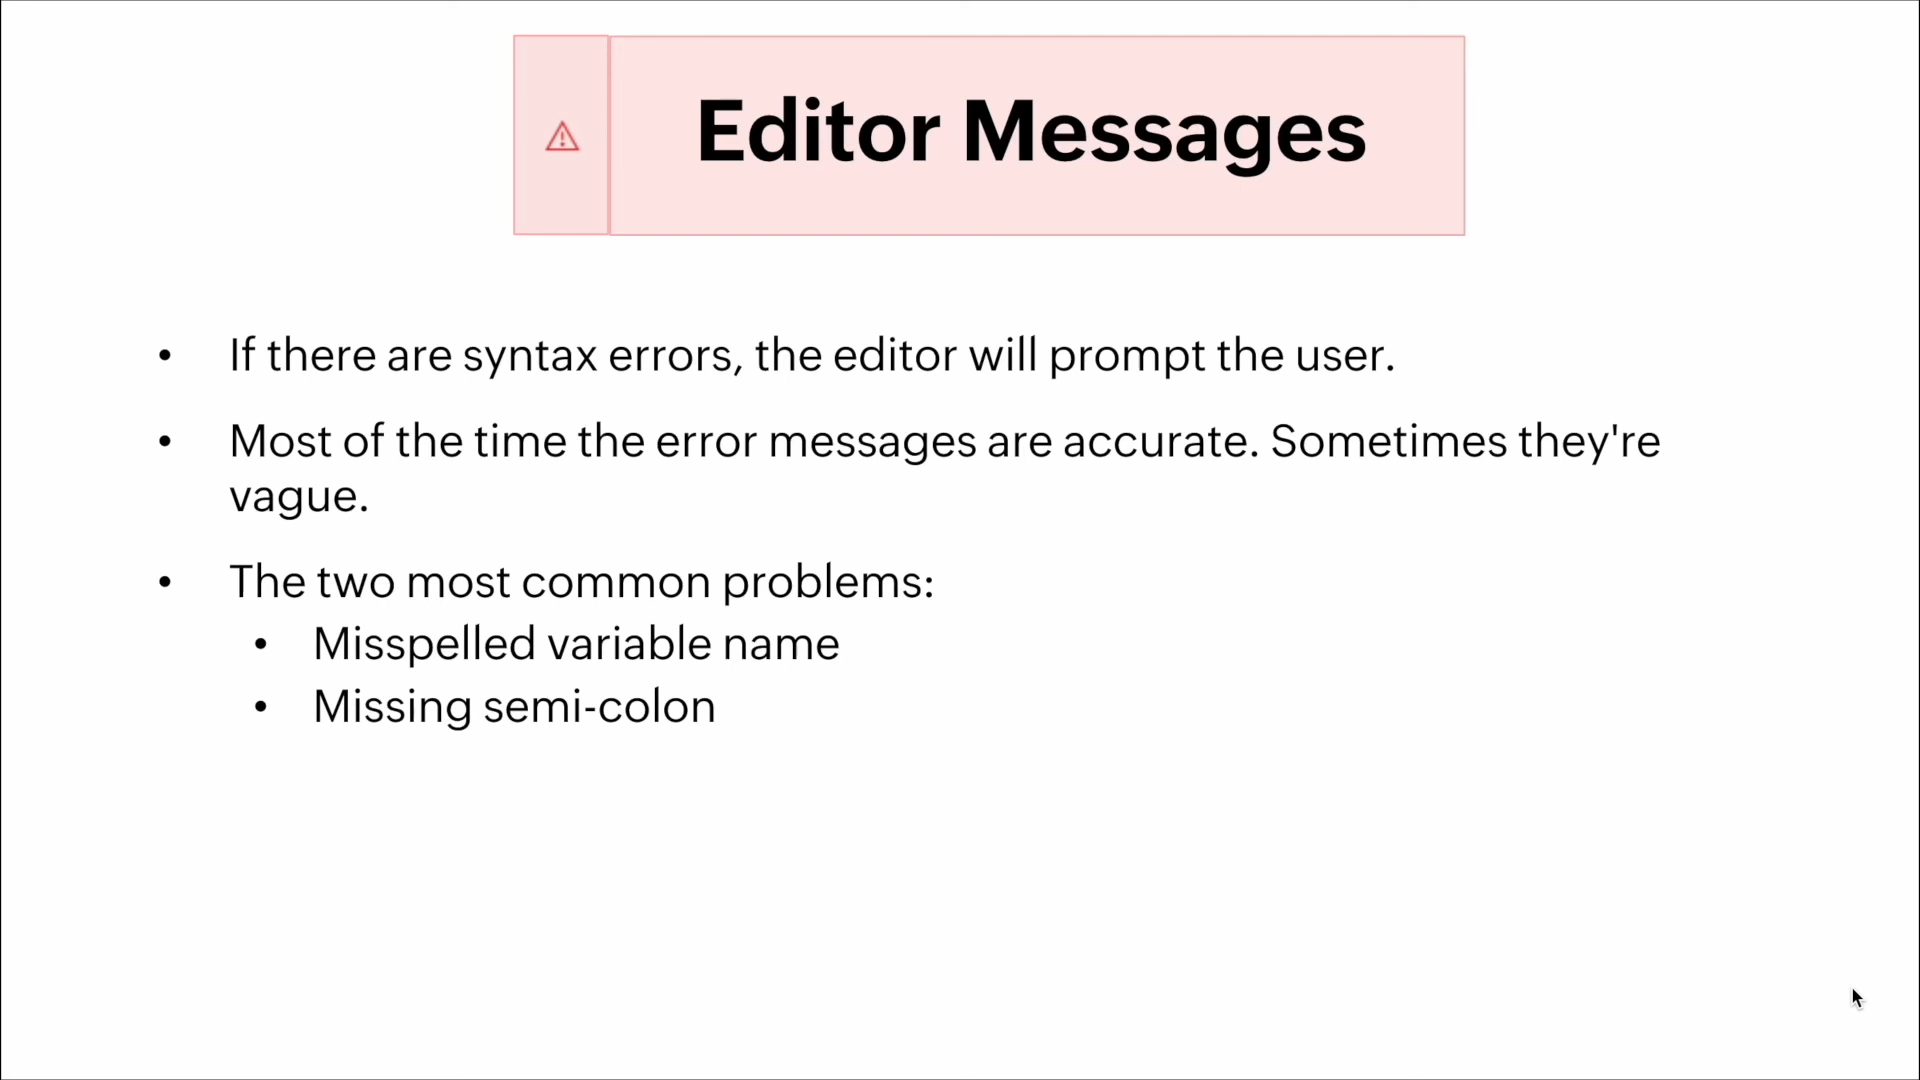 Editor Messages
• If there are syntax errors, the editor will prompt the user.
• Most of the time the error messages are accurate. Sometimes they're
vague.
• The two most common problems:
• Misspelled variable name
• Missing semi-colon